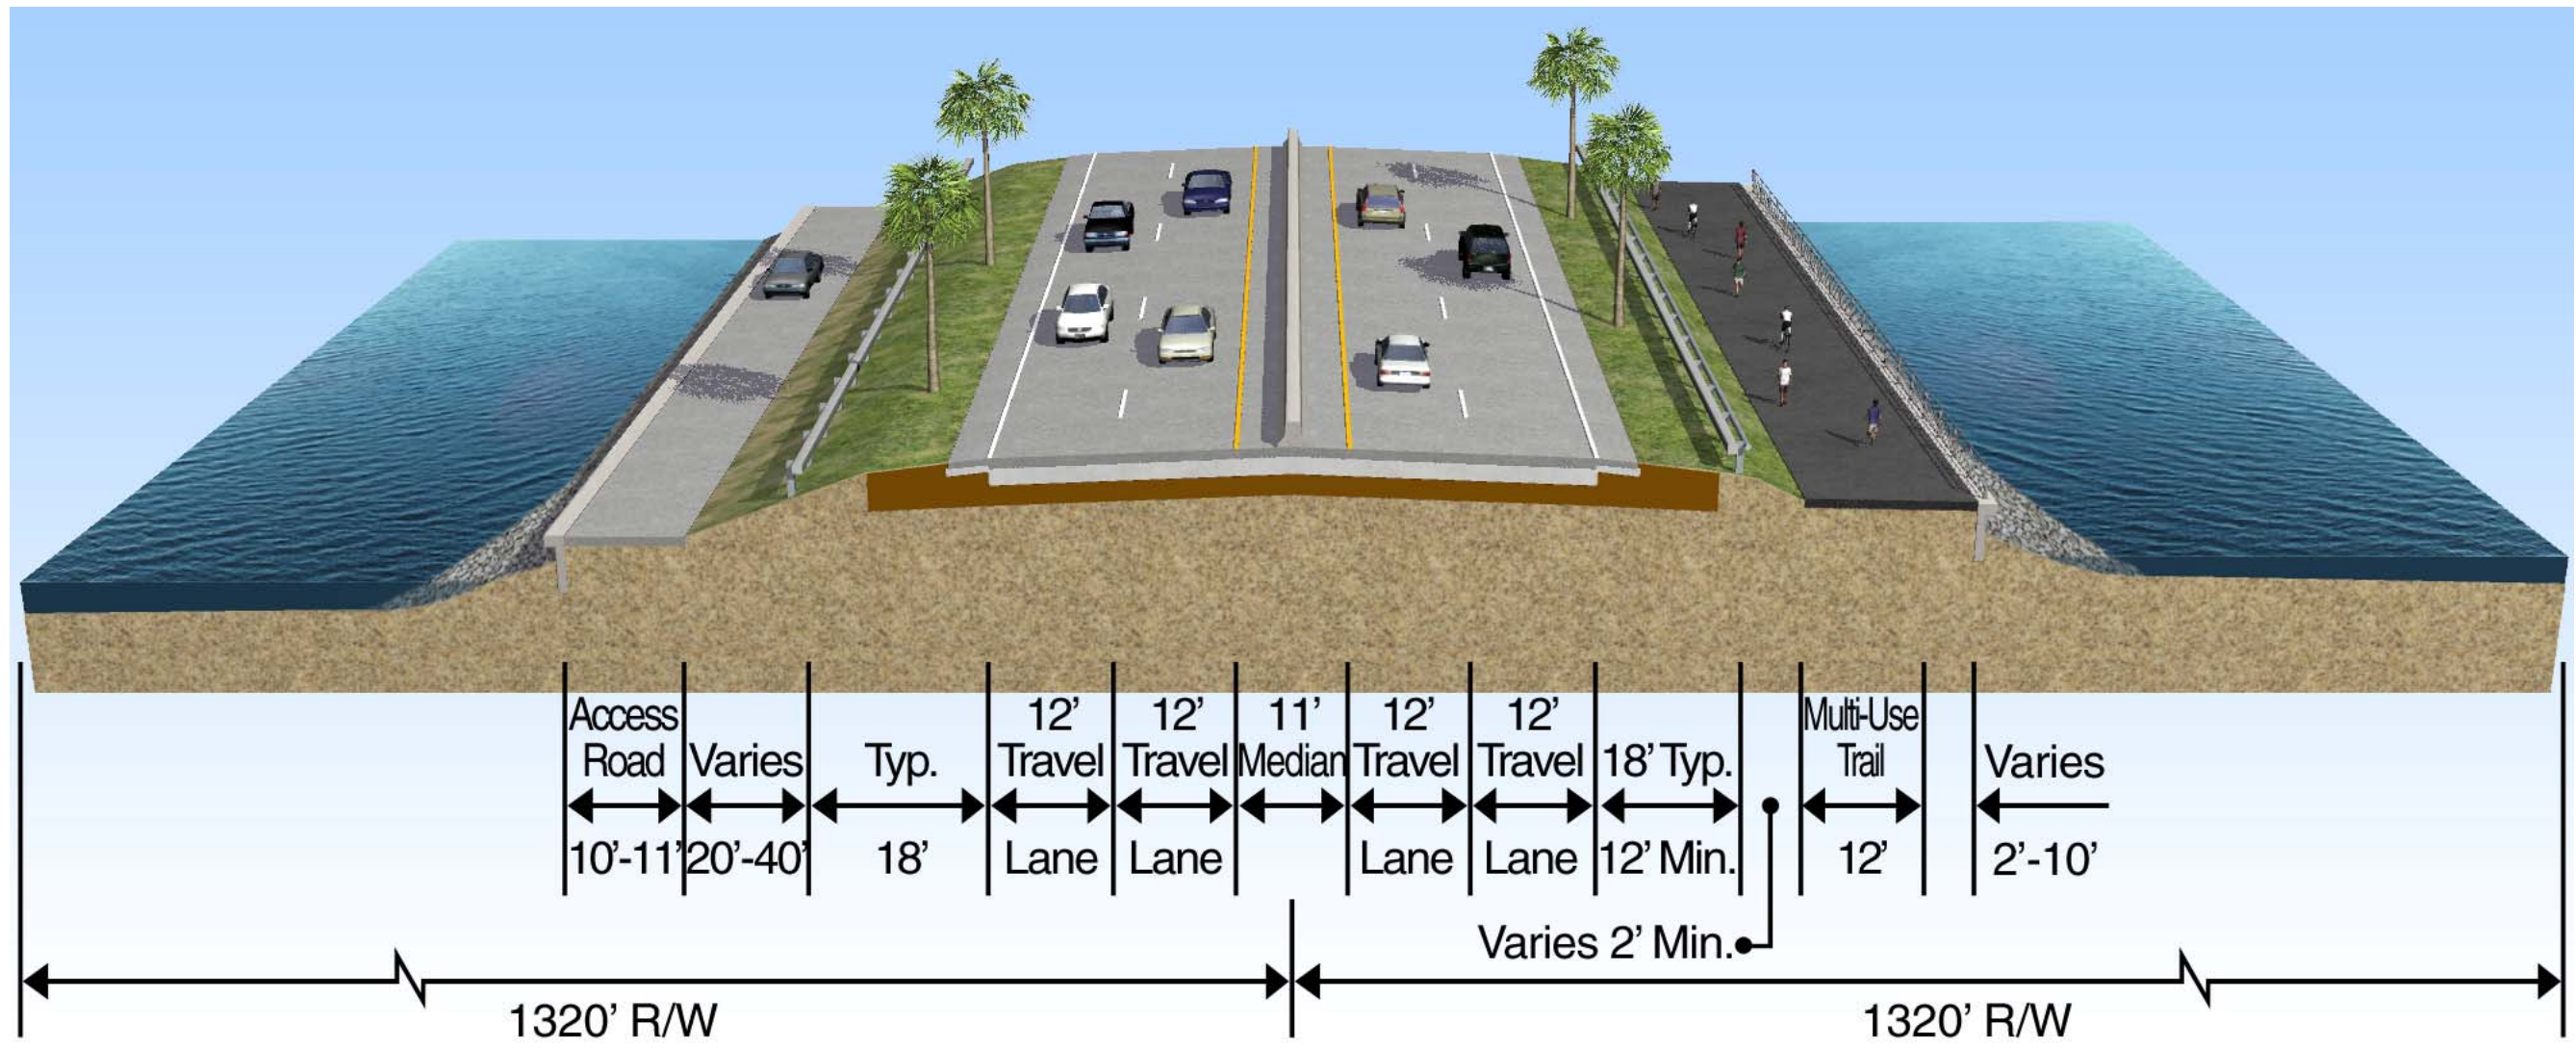 Access
Road
10’-11’
Varies
20’-40’
Typ.
18’
12’
Travel
Lane
12’
Travel
Lane
11’
Median
12’
Travel
Lane
12’
Travel
Lane
18’ Typ.
12’ Min.
Varies 2’ Min.
Multi-Use
Trail
12’
Varies
2’-10’
1320’ R/W
1320’ R/W